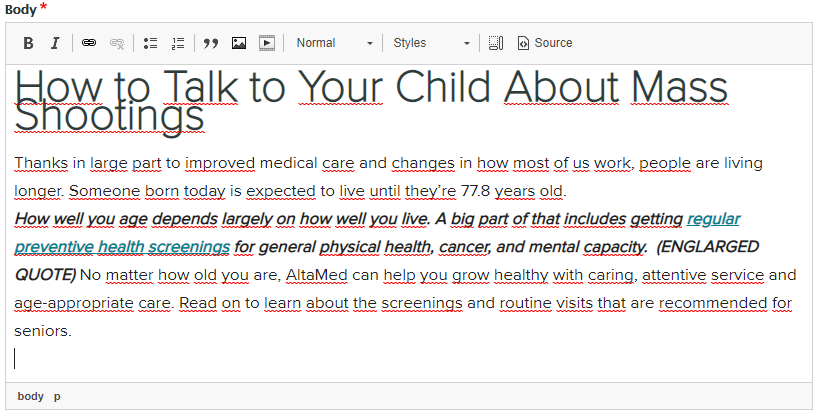 Body *
B I Normal Styles Source
How to Talk to Your Child About Mass
Shootings
Thanks in large part to improved medical care and changes in how most of us work, people are living
longer. Someone born today is expected to live until they’re 77.8 years old.
How well you age depends largely on how well you live. A big part of that includes getting regular
preventive health screenings for general physical health, cancer, and mental capacity.  (ENGLARGED
QUOTE) No matter how old you are, AltaMed can help you grow healthy with caring, attentive service and
age-appropriate care. Read on to learn about the screenings and routine visits that are recommended for
seniors.
body p